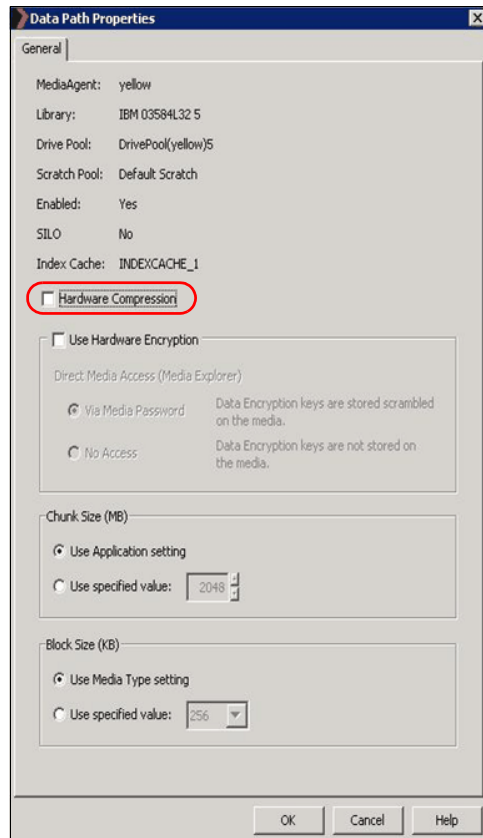 Data Path Properties
General
MediaAgent: yellow
Library: IBM 03584L32 5
Drive Pool: DrivePool(yellow)5
Scratch Pool: Default Scratch
Enabled: Yes
SILO No
Index Cache: INDEXCACHE_1
Hardware Compression
Use Hardware Encryption
Direct Media Access (Media Explorer)
Via Media Password Data Encryption keys are stored scrambled
on the media.
No Access Data Encryption keys are not stored on
the media.
Chunk Size (MB)
Use Application setting
Use specified value: 2048
Block Size (KB)
Use Media Type setting
Use specified value: 256
OK Cancel Help